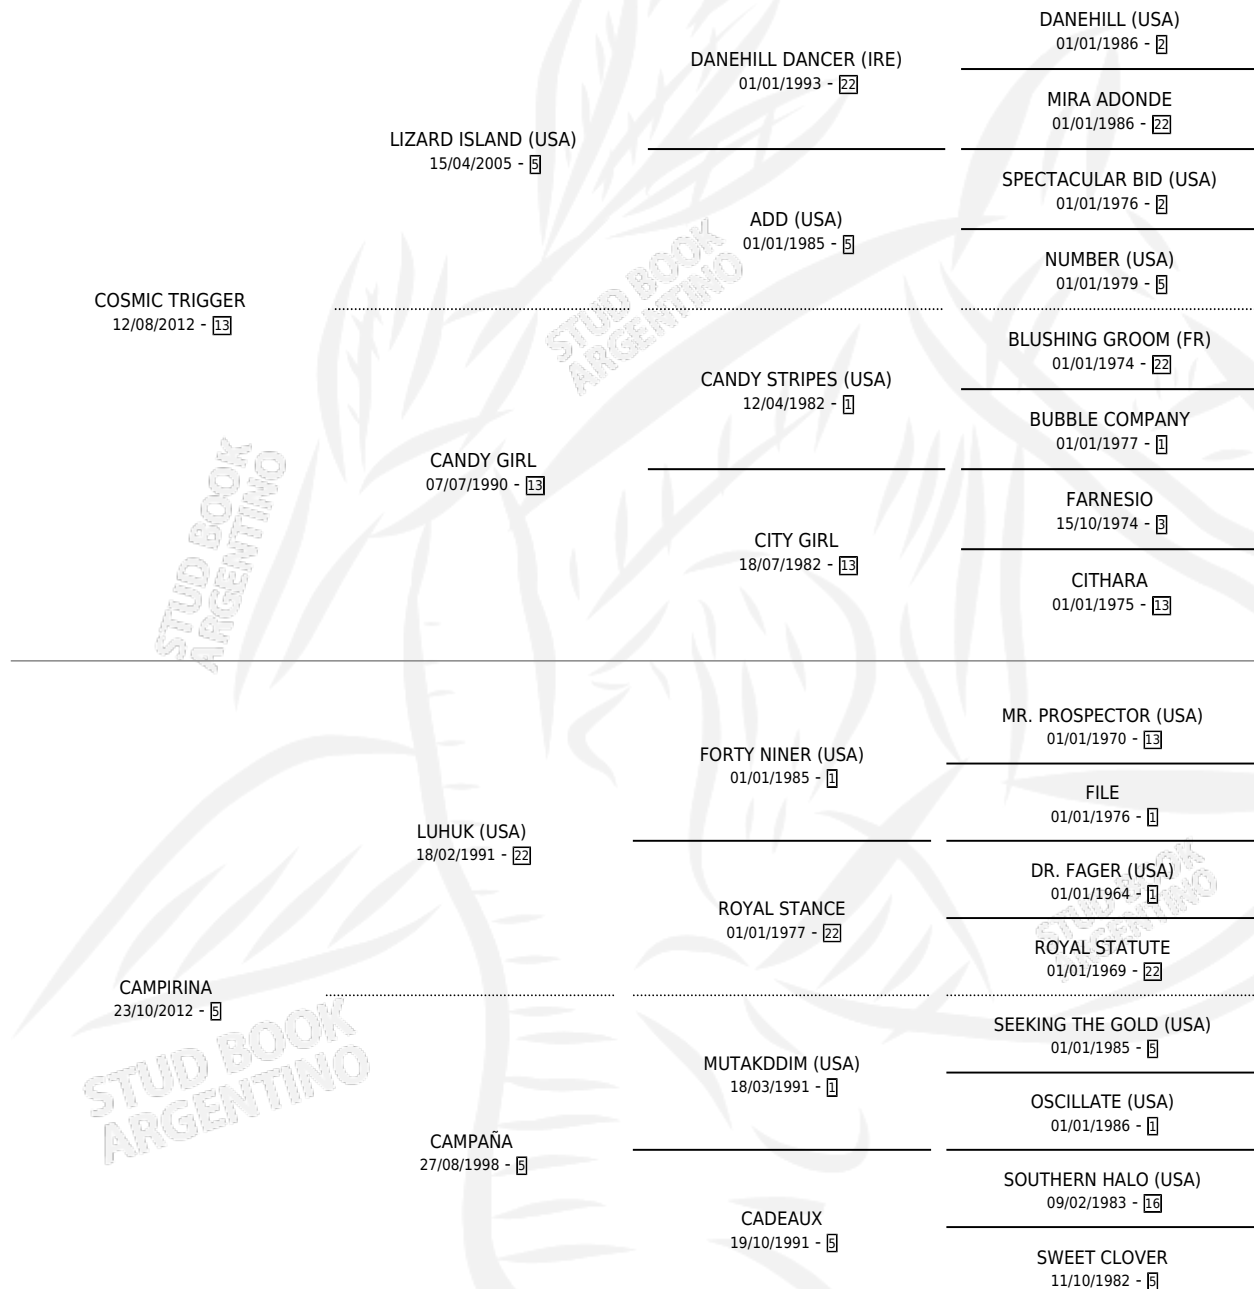 DANEHILL (USA)
01/01/1986 - 2
DANEHILL DANCER (IRE)
01/01/1993 - 22
MIRA ADONDE
01/01/1986 - 22
LIZARD ISLAND (USA)
15/04/2005 - 5
SPECTACULAR BID (USA)
01/01/1976 - 2
ADD (USA)
01/01/1985 - 5
NUMBER (USA)
01/01/1979 - 5
COSMIC TRIGGER
12/08/2012 - 13
STUD BOOK
ARGENTINO
BLUSHING GROOM (FR)
01/01/1974 - 22
CANDY STRIPES (USA)
12/04/1982 - 1
BUBBLE COMPANY
01/01/1977 - 1
CANDY GIRL
07/07/1990 - 13
FARNESIO
15/10/1974 - 3
CITY GIRL
18/07/1982 - 13
CITHARA
01/01/1975 - 13
STUD BOOK
ARGENTINO
MR. PROSPECTOR (USA)
01/01/1970 - 13
FORTY NINER (USA)
01/01/1985 - 1
FILE
01/01/1976 - 1
LUHUK (USA)
18/02/1991 - 22
DR. FAGER (USA)
01/01/1964 - 1
ROYAL STANCE
01/01/1977 - 22
STUD BOOK
ARGENTINO
ROYAL STATUTE
01/01/1969 - 22
CAMPIRINA
23/10/2012 - 5
SEEKING THE GOLD (USA)
01/01/1985 - 5
MUTAKDDIM (USA)
18/03/1991 - 1
OSCILLATE (USA)
01/01/1986 - 1
STUD BOOK
ARGENTINO
CAMPAÑA
27/08/1998 - 5
SOUTHERN HALO (USA)
09/02/1983 - 16
CADEAUX
19/10/1991 - 5
SWEET CLOVER
11/10/1982 - 5